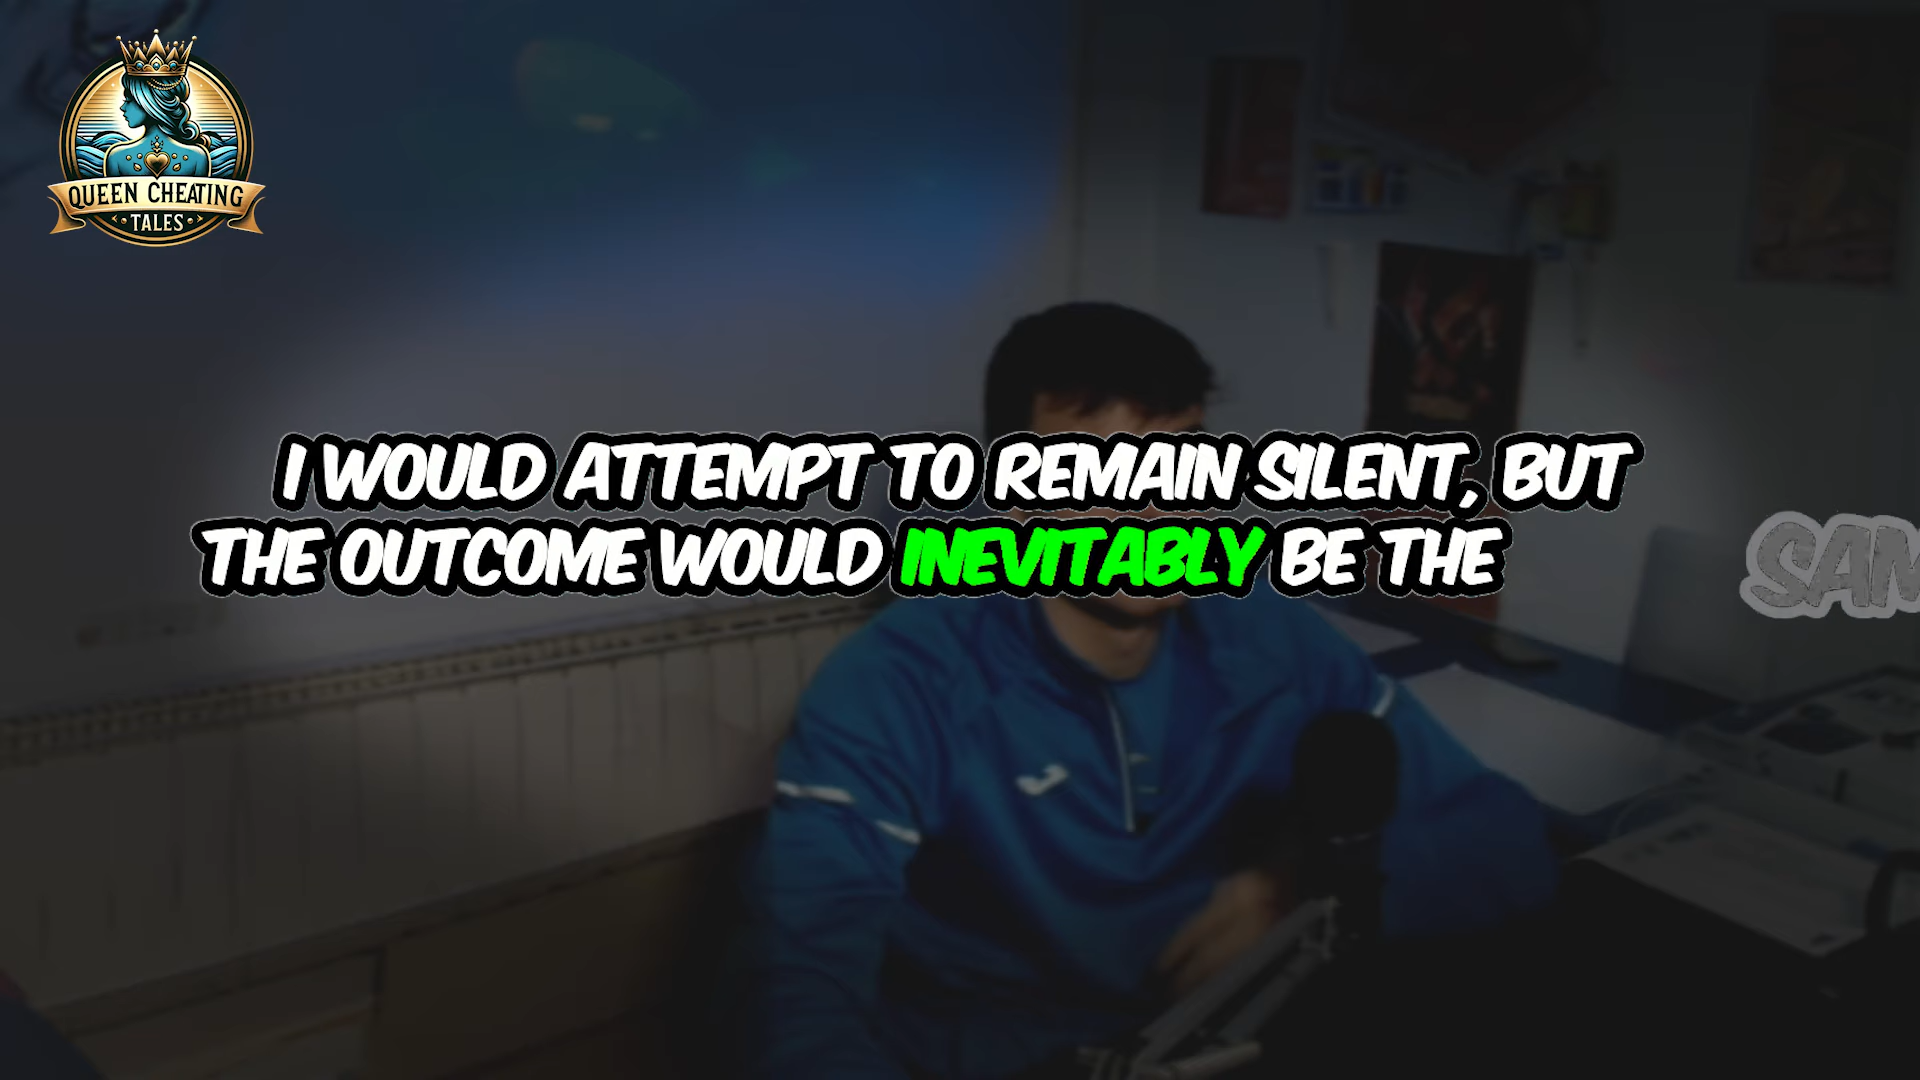 QUEEN CHEATING
TALES
I WOULD ATTEMPT TO REMAIN SILENT, BUT
THE OUTCOME WOULD INEVITABLY BE THE